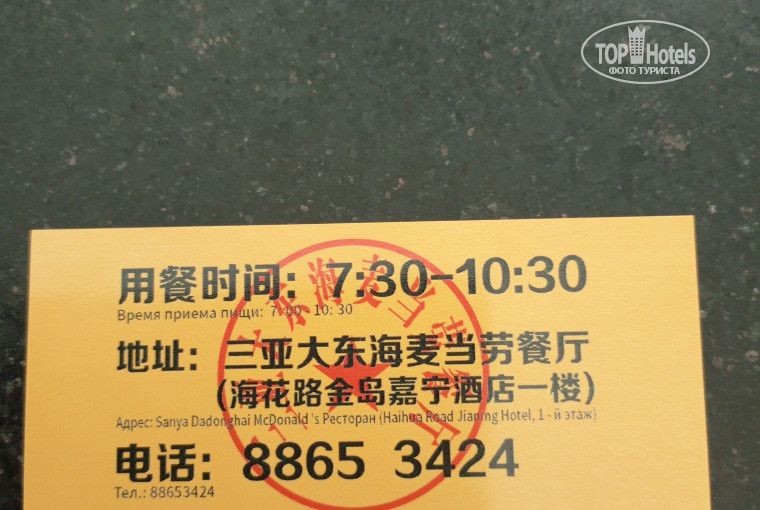 TOP Hotels
ФОТО ТУРИСТА
用餐时间：7:30-10:30
Время приема пищи: 7:00 - 10: 30
地址：三亚大东海麦当劳餐厅
(海花路金岛嘉宁酒店一楼)
Адрес: Sanya Dadonghai McDonald 's Ресторан (Haihua Road Jianing Hotel, 1 - й этаж)
电话：8865 3424
Тел.: 88653424